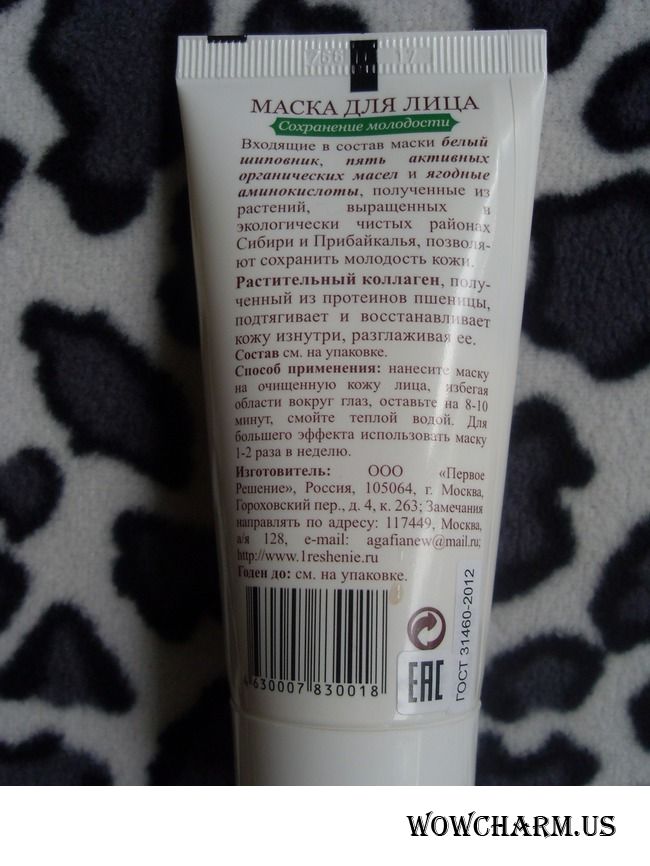 МАСКА ДЛЯ ЛИЦА
Сохранение молодости
Входящие в состав маски белый
шиповник, пять активных
органических масел и ягодные
аминокислоты, полученные из
растений, выращенных в
экологически чистых районах
Сибири и Прибайкалья, позволя-
ют сохранить молодость кожи.
Растительный коллаген, полу-
ченный из протеинов пшеницы,
подтягивает и восстанавливает
кожу изнутри, разглаживая ее.
Состав см. на упаковке.
Способ применения: нанесите маску
на очищенную кожу лица, избегая
области вокруг глаз, оставьте на 8-10
минут, смойте теплой водой. Для
большего эффекта использовать маску
1-2 раза в неделю.
Изготовитель: ООО «Первое
Решение», Россия, 105064, г. Москва,
Гороховский пер., д. 4, к. 263; Замечания
направлять по адресу: 117449, Москва,
а/я 128, e-mail: agafianew@mail.ru;
http://www.1reshenie.ru
Годен до: см. на упаковке.
4 630007 830018
ЕАС
ГОСТ 31460-2012
WOWCHARM.US